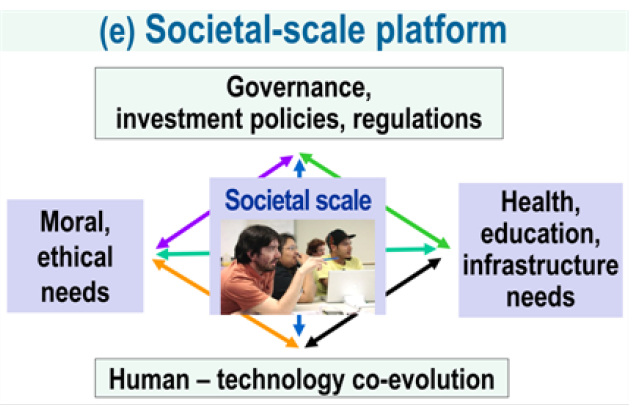 (e) Societal-scale platform
Governance,
investment policies, regulations
Societal scale
Moral,
ethical
needs
Health,
education,
infrastructure
needs
Human – technology co-evolution